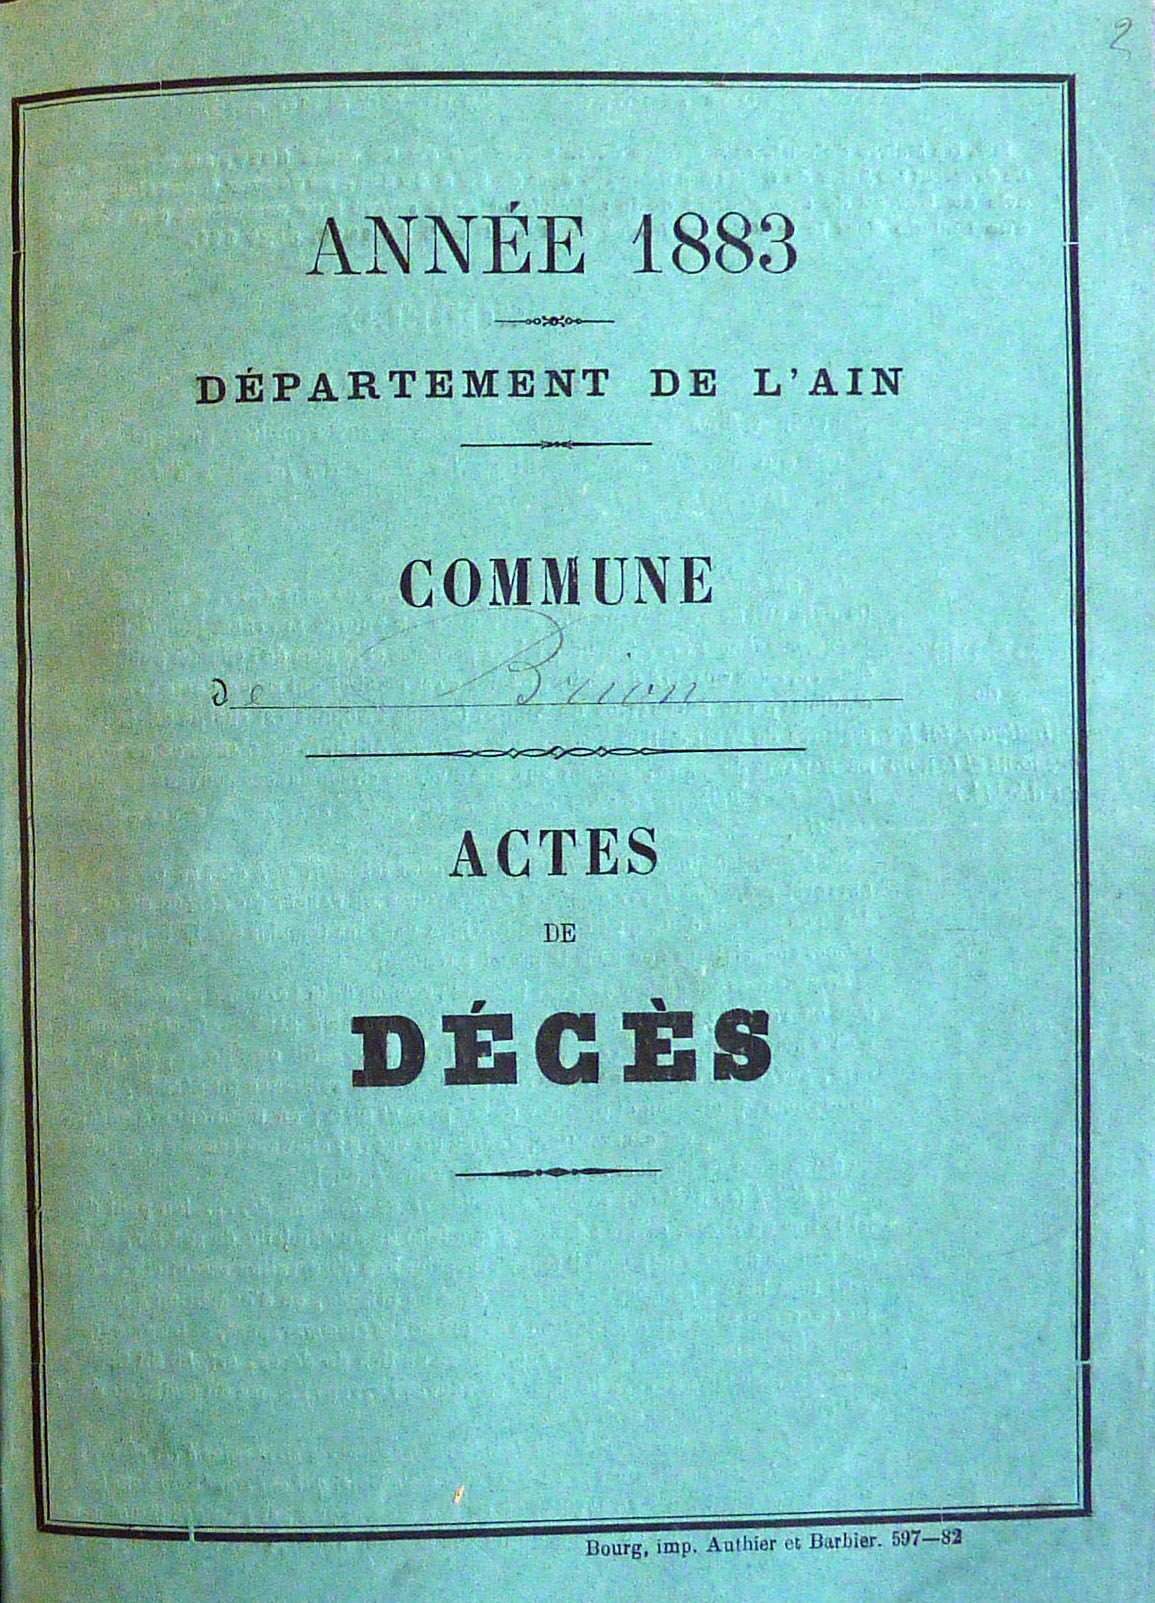 2
ANNÉE 1883
DÉPARTEMENT DE L'AIN
COMMUNE
de Brion
ACTES
DE
DÉCÈS
Bourg, imp. Authier et Barbier. 597—82